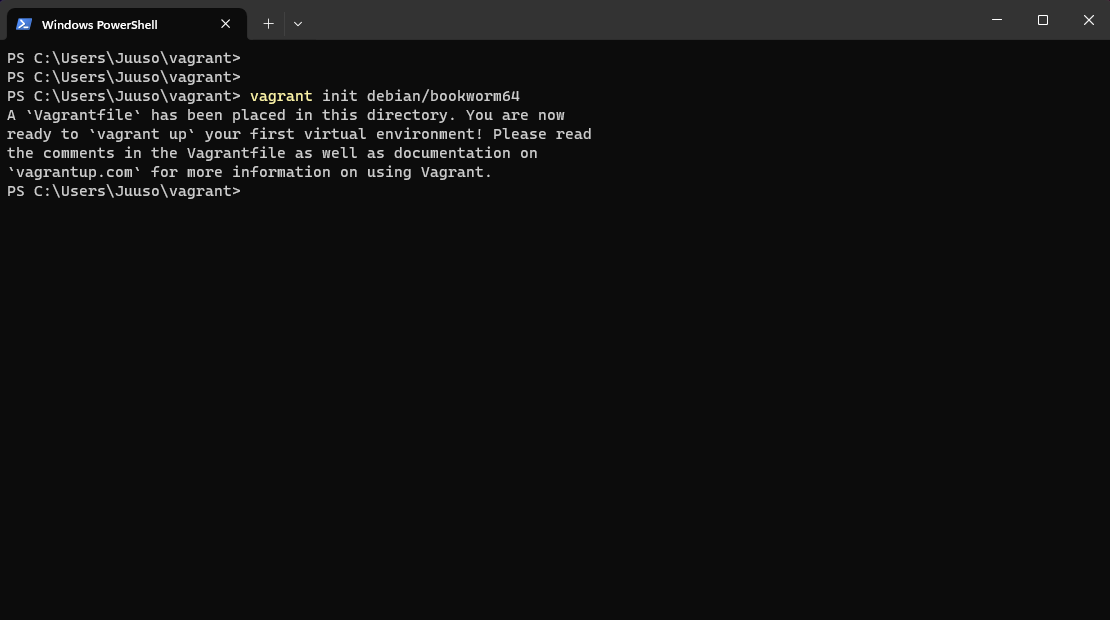 Windows PowerShell
PS C:\Users\Juuso\vagrant>
PS C:\Users\Juuso\vagrant>
PS C:\Users\Juuso\vagrant> vagrant init debian/bookworm64
A `Vagrantfile` has been placed in this directory. You are now
ready to `vagrant up` your first virtual environment! Please read
the comments in the Vagrantfile as well as documentation on
`vagrantup.com` for more information on using Vagrant.
PS C:\Users\Juuso\vagrant>